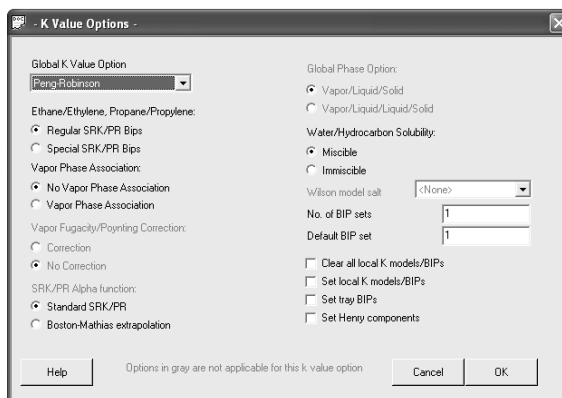 - K Value Options -
Global K Value Option
Peng-Robinson
Ethane/Ethylene, Propane/Propylene:
Regular SRK/PR Bips
Special SRK/PR Bips
Vapor Phase Association:
No Vapor Phase Association
Vapor Phase Association
Vapor Fugacity/Poynting Correction:
Correction
No Correction
SRK/PR Alpha function:
Standard SRK/PR
Boston-Mathias extrapolation
Global Phase Option:
Vapor/Liquid/Solid
Vapor/Liquid/Liquid/Solid
Water/Hydrocarbon Solubility:
Miscible
Immiscible
Wilson model salt <None>
No. of BIP sets 1
Default BIP set 1
Clear all local K models/BIPs
Set local K models/BIPs
Set tray BIPs
Set Henry components
Help
Options in gray are not applicable for this k value option
Cancel
OK